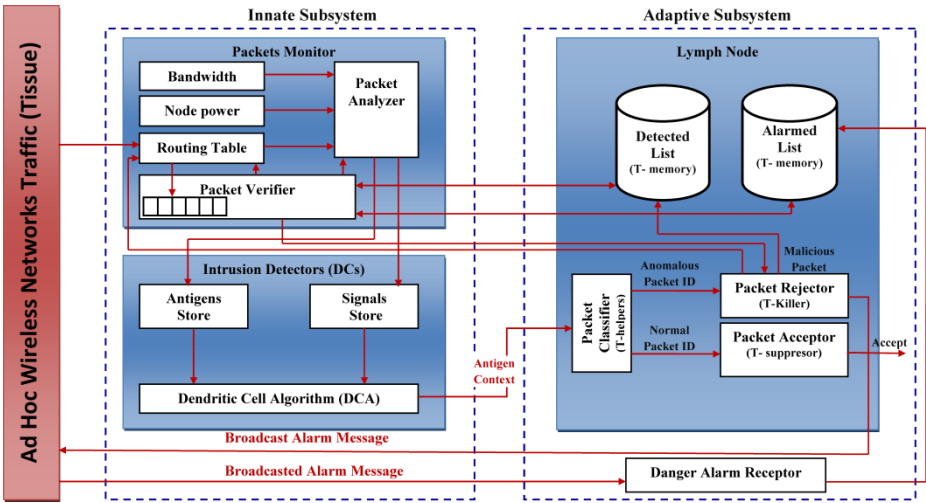 Ad Hoc Wireless Networks Traffic (Tissue)
Innate Subsystem
Adaptive Subsystem
Packets Monitor
Bandwidth
Node power
Routing Table
Packet
Analyzer
Packet Verifier
Intrusion Detectors (DCs)
Antigens
Store
Signals
Store
Dendritic Cell Algorithm (DCA)
Antigen
Context
Lymph Node
Detected
List
(T- memory)
Alarmed
List
(T- memory)
Malicious
Packet
Anomalous
Packet ID
Packet Classifier
(T-helpers)
Normal
Packet ID
Packet Rejector
(T-Killer)
Packet Acceptor
(T- suppresor)
Accept
Broadcast Alarm Message
Broadcasted Alarm Message
Danger Alarm Receptor